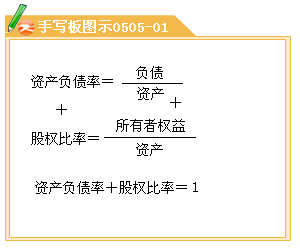 手写板图示0505-01
资产负债率＝ 负债
资产
＋ ＋
股权比率＝ 所有者权益
资产
资产负债率＋股权比率＝1